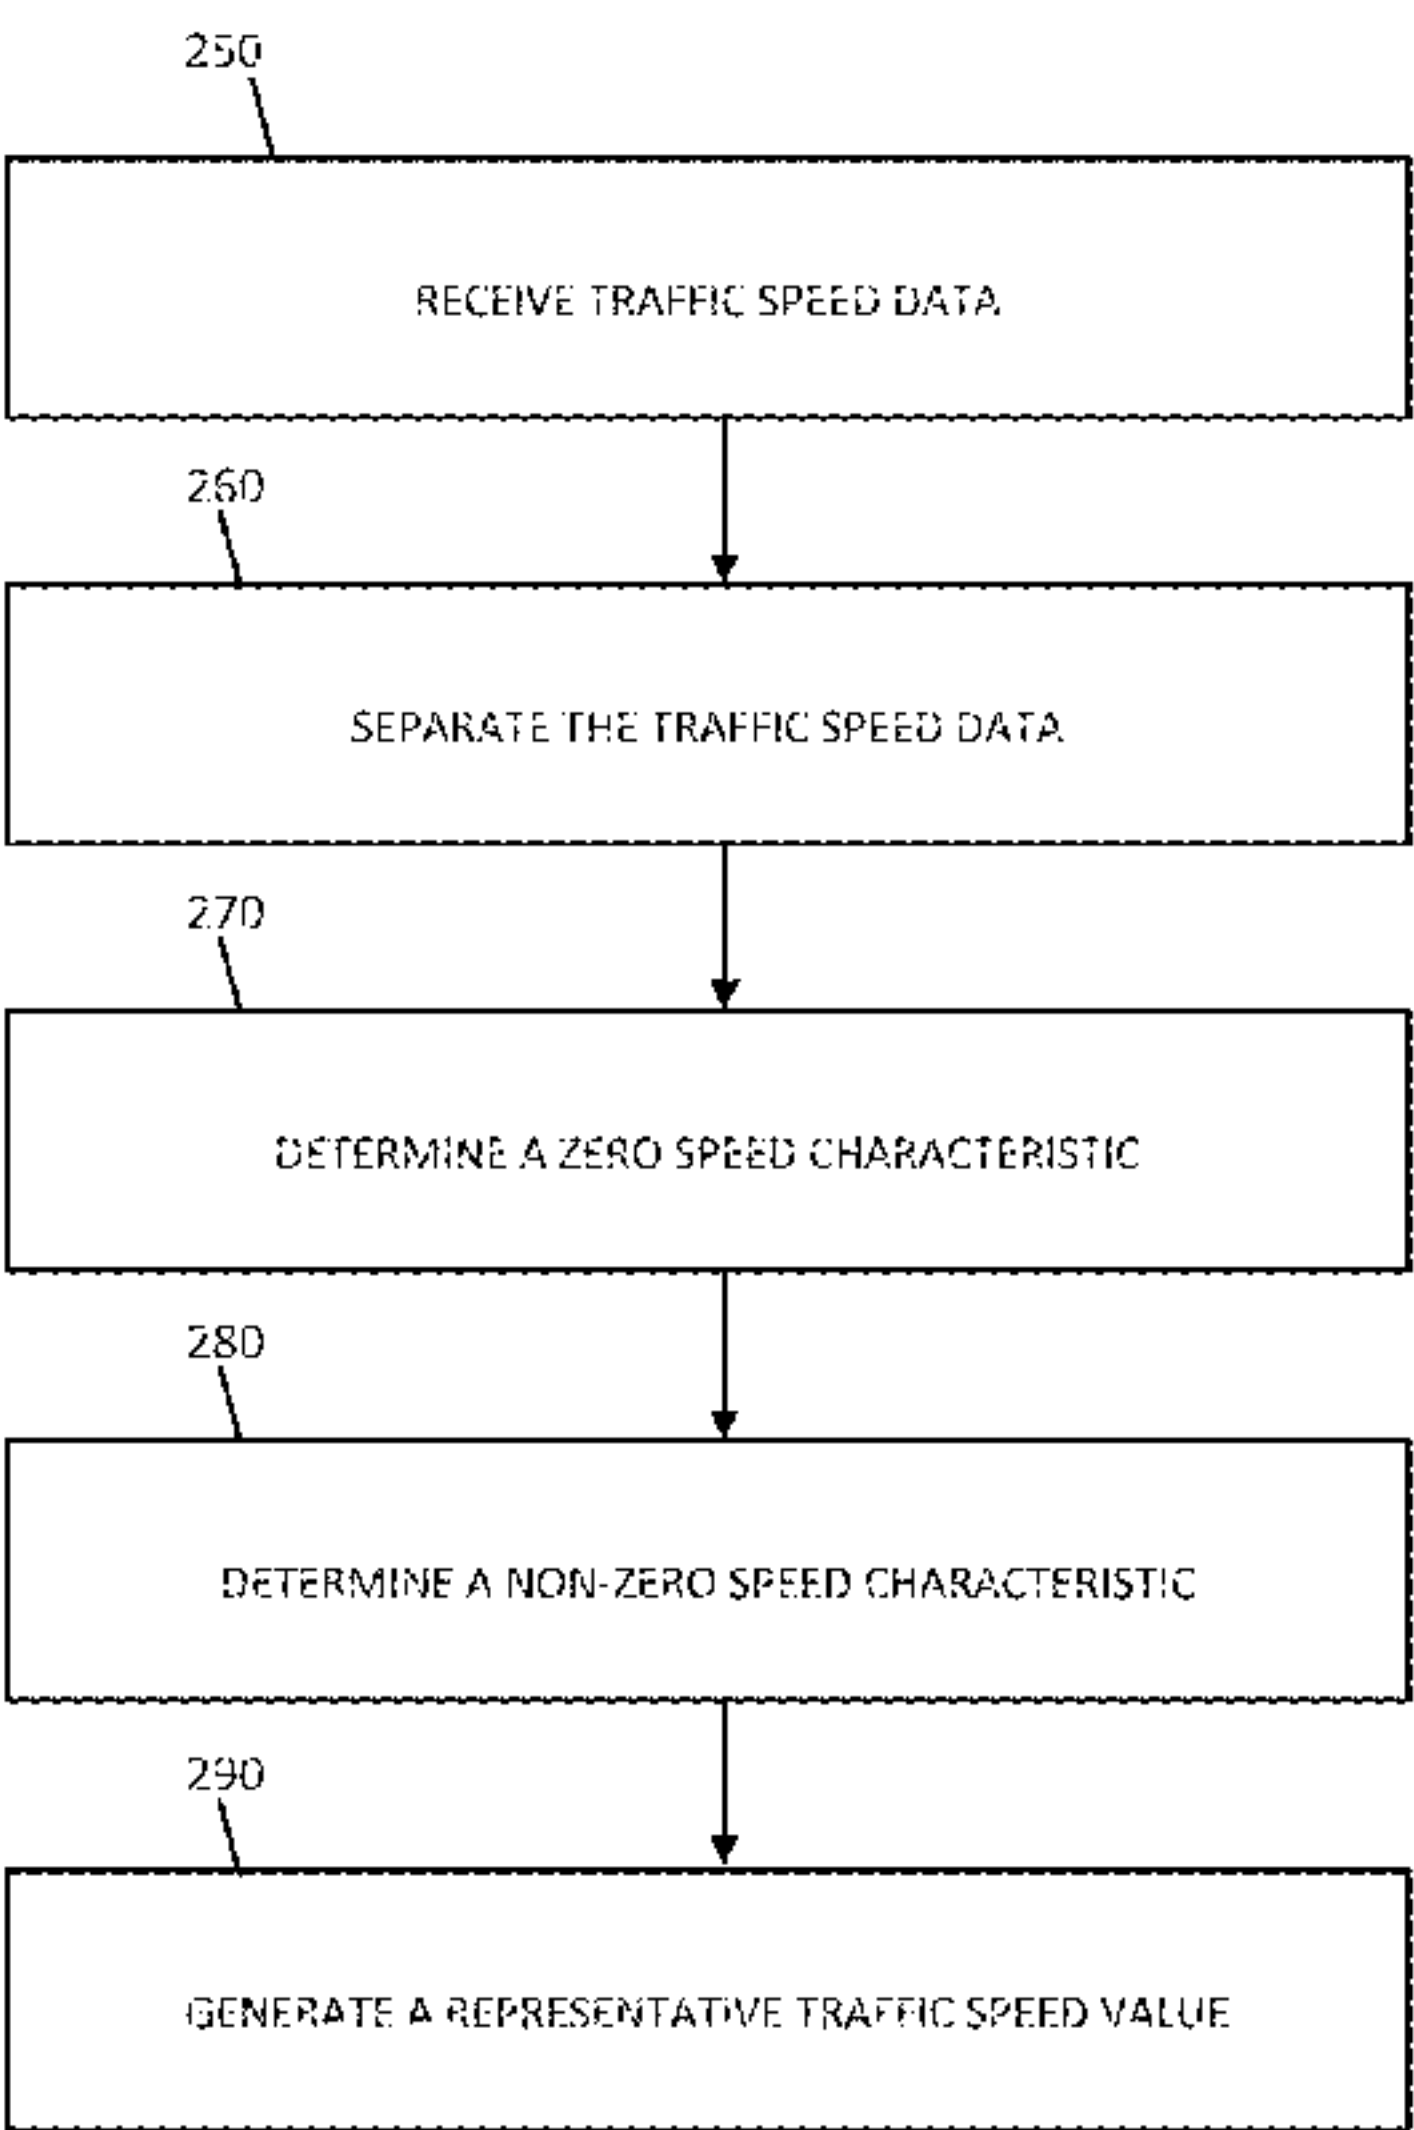 250
RECEIVE TRAFFIC SPEED DATA
260
SEPARATE THE TRAFFIC SPEED DATA
270
DETERMINE A ZERO SPEED CHARACTERISTIC
280
DETERMINE A NON-ZERO SPEED CHARACTERISTIC
290
GENERATE A REPRESENTATIVE TRAFFIC SPEED VALUE